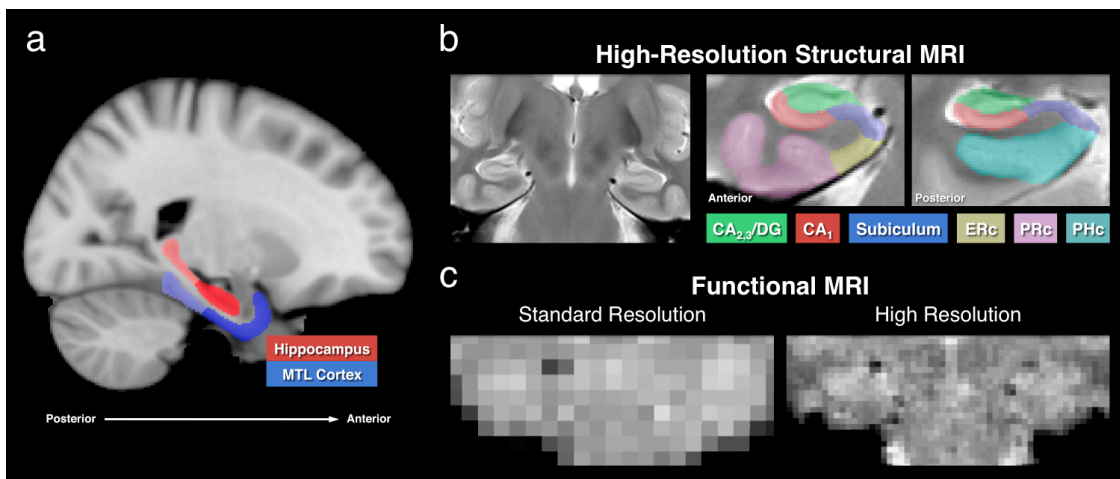 a
Hippocampus
MTL Cortex
Posterior
Anterior
b
High-Resolution Structural MRI
Anterior
Posterior
CA2,3/DG
CA1
Subiculum
ERc
PRc
PHc
c
Functional MRI
Standard Resolution
High Resolution